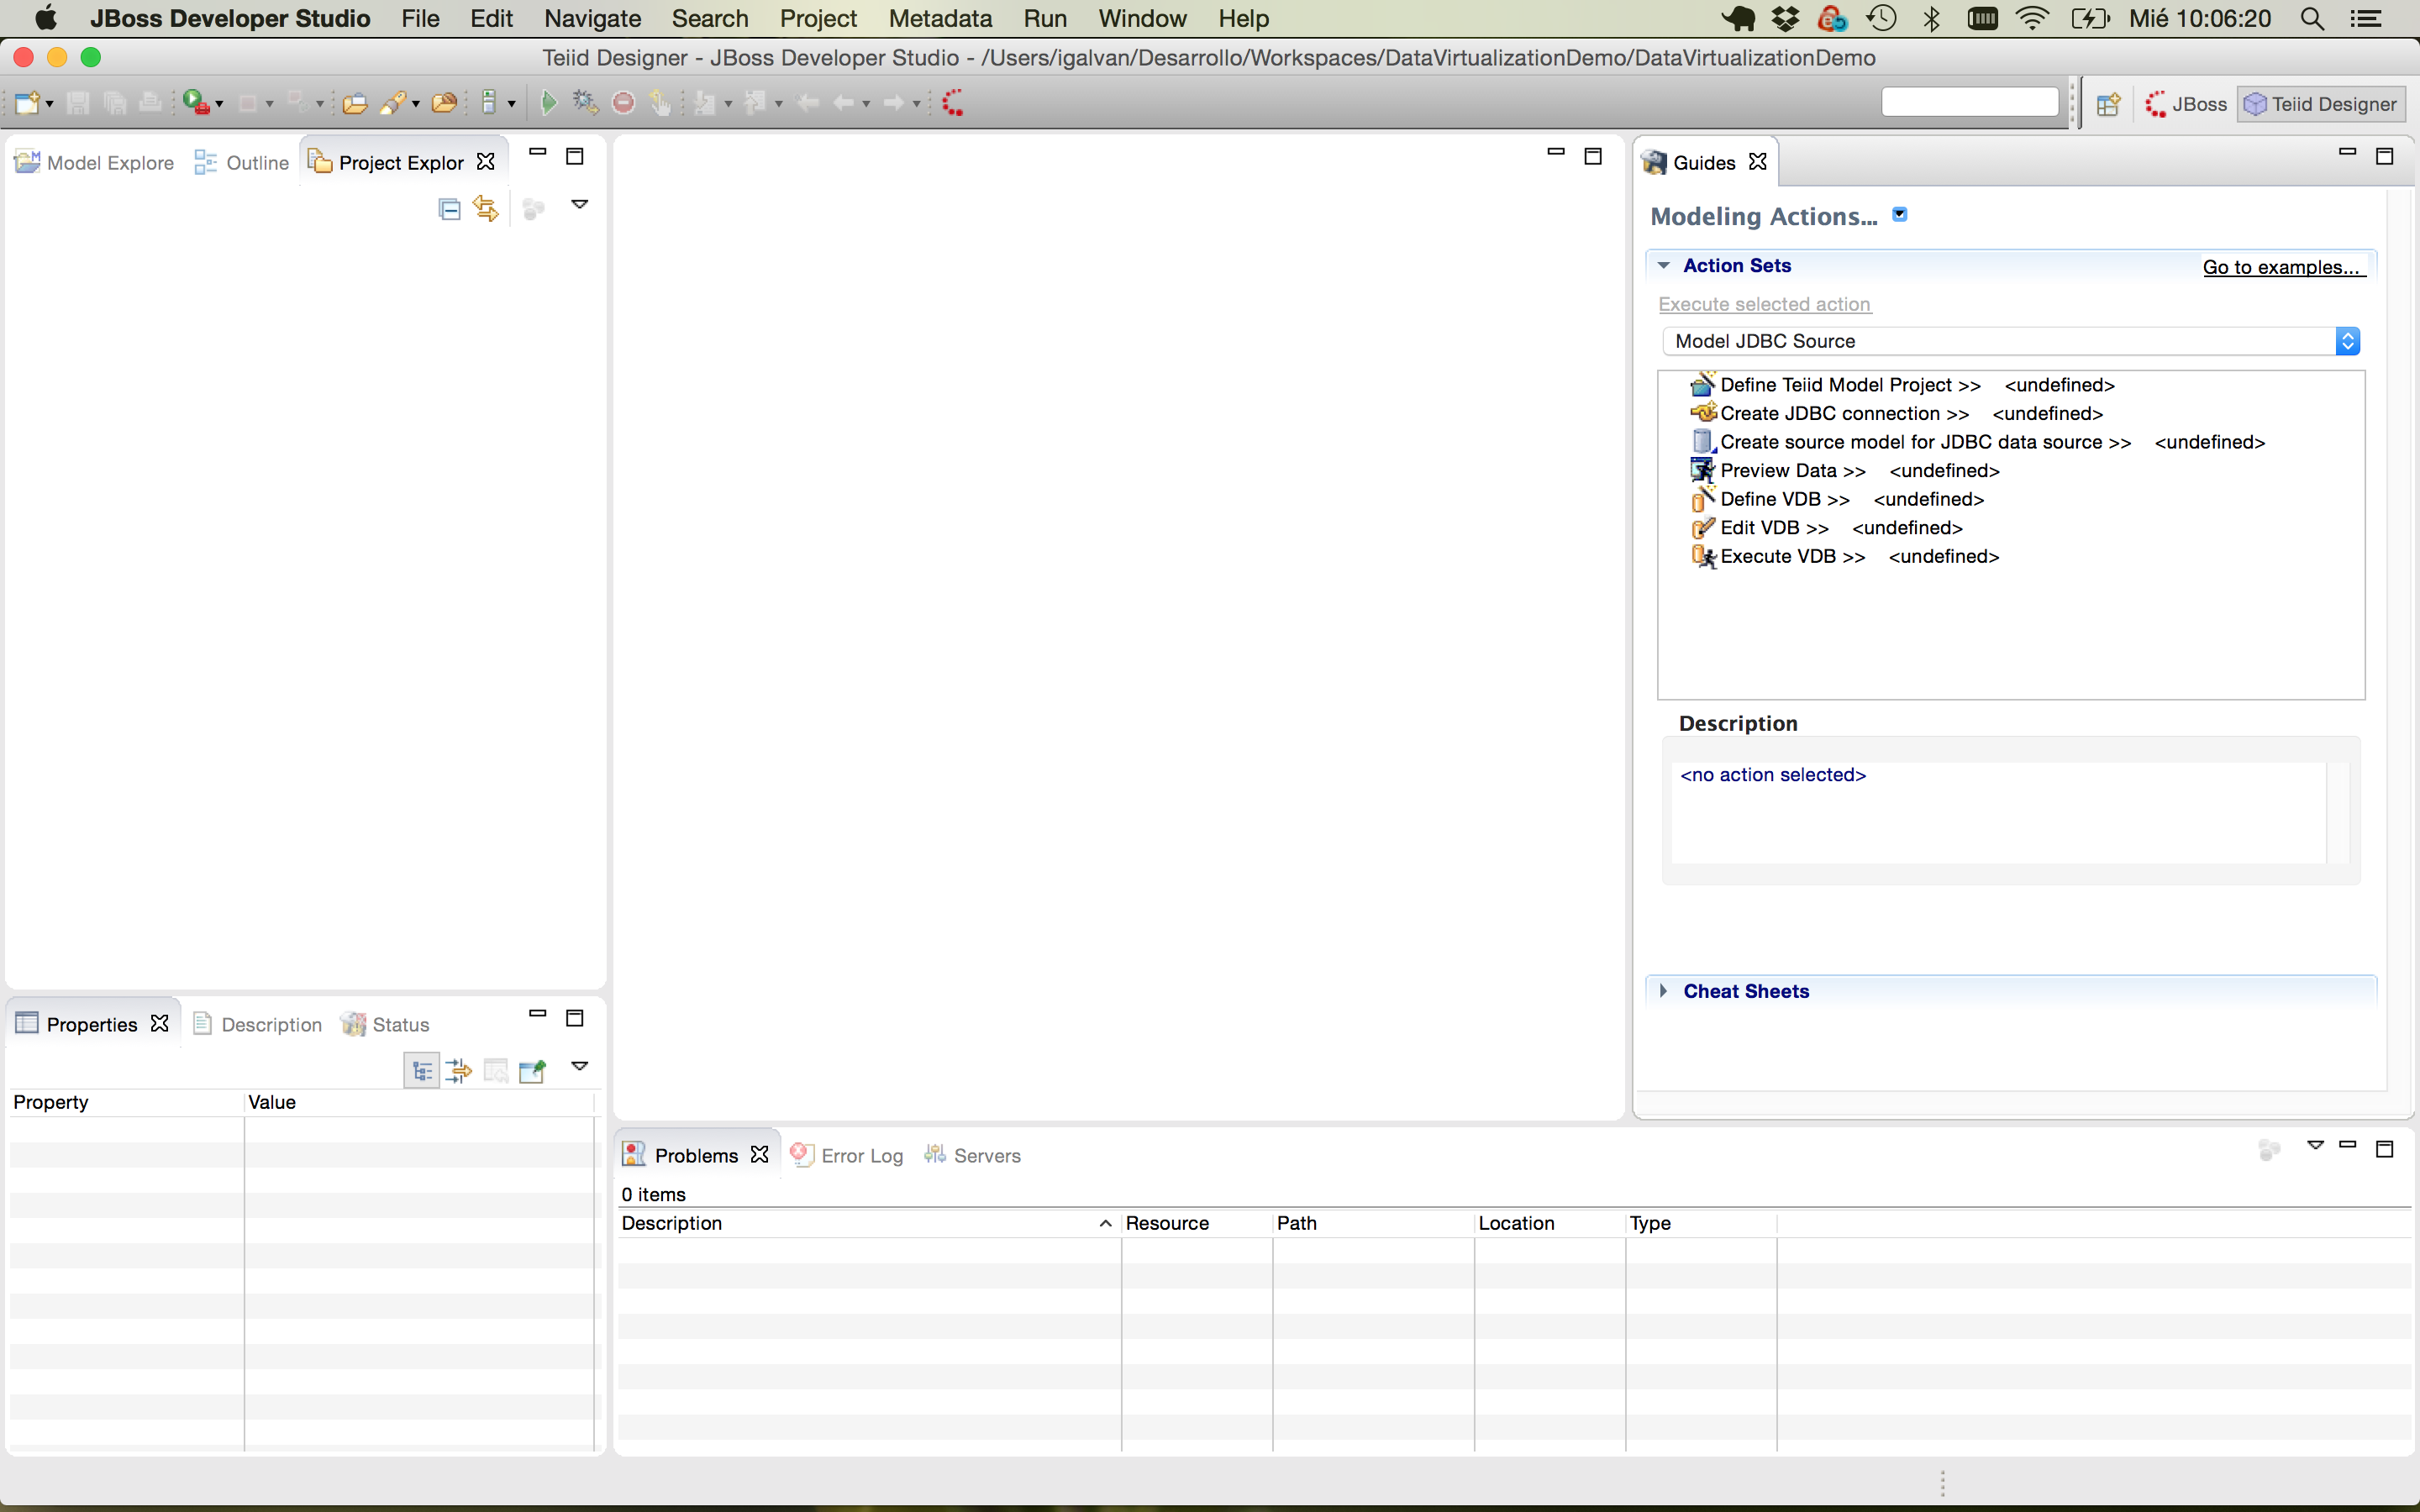 JBoss Developer Studio File Edit Navigate Search Project Metadata Run Window Help Mié 10:06:20
Teiid Designer - JBoss Developer Studio - /Users/igalvan/Desarrollo/Workspaces/DataVirtualizationDemo/DataVirtualizationDemo
JBoss Teiid Designer
Model Explore Outline Project Explor
Guides
Modeling Actions...
Action Sets Go to examples...
Execute selected action
Model JDBC Source
Define Teiid Model Project >> <undefined>
Create JDBC connection >> <undefined>
Create source model for JDBC data source >> <undefined>
Preview Data >> <undefined>
Define VDB >> <undefined>
Edit VDB >> <undefined>
Execute VDB >> <undefined>
Description
<no action selected>
Cheat Sheets
Properties Description Status
Property Value
Problems Error Log Servers
0 items
Description Resource Path Location Type